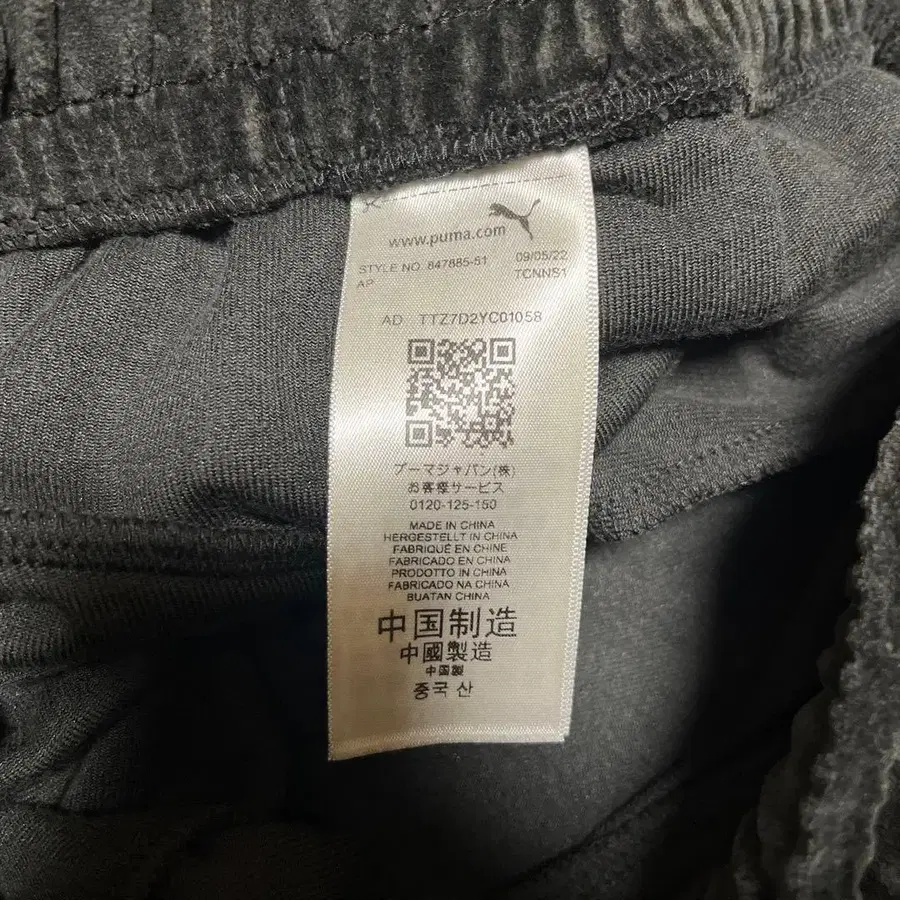 www.puma.com
STYLE NO. 847885-51 09/05/22
AP TCNNS1
AD TTZ7D2YC01058
プーマジャパン(株)
お客様サービス
0120-125-150
MADE IN CHINA
HERGESTELLT IN CHINA
FABRIQUÉ EN CHINE
FABRICADO EN CHINA
PRODOTTO IN CHINA
FABRICADO NA CHINA
BUATAN CHINA
中国制造
中國製造
中国製
중국 산